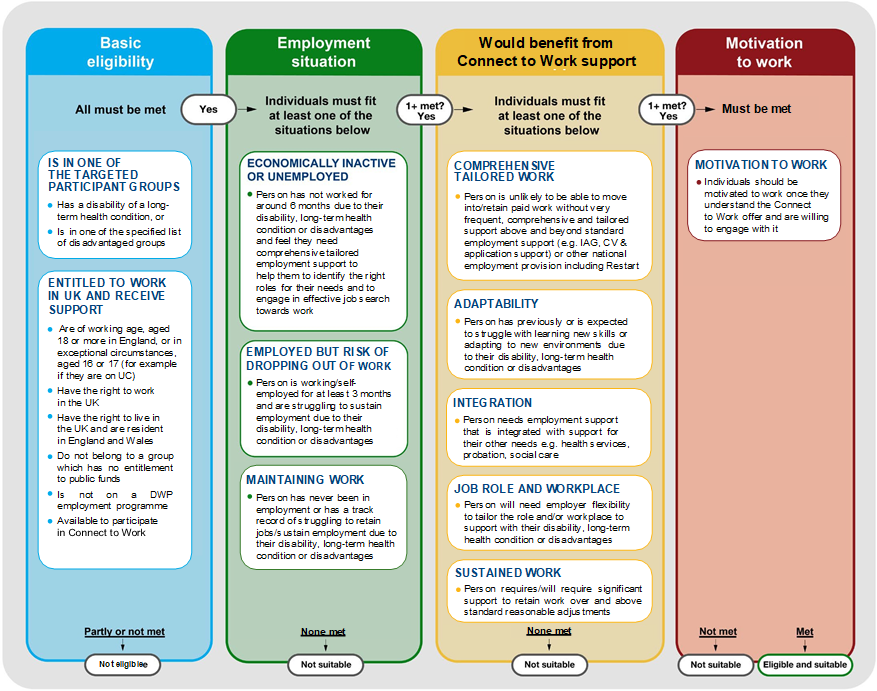 Basic
eligibility
All must be met
Yes
IS IN ONE OF
THE TARGETED
PARTICIPANT GROUPS
• Has a disability of a long-
term health condition, or
• Is in one of the specified list
of disadvantaged groups
ENTITLED TO WORK
IN UK AND RECEIVE
SUPPORT
• Are of working age, aged
18 or more in England, or in
exceptional circumstances,
aged 16 or 17 (for example
if they are on UC)
• Have the right to work
in the UK
• Have the right to live in
the UK and are resident
in England and Wales
• Do not belong to a group
which has no entitlement
to public funds
• Is not on a DWP
employment programme
• Available to participate
in Connect to Work
Partly or not met
Not eligible
Employment
situation
Individuals must fit
at least one of the
situations below
1+ met?
Yes
ECONOMICALLY INACTIVE
OR UNEMPLOYED
• Person has not worked for
around 6 months due to their
disability, long-term health
condition or disadvantages
and feel they need
comprehensive tailored
employment support to
help them to identify the right
roles for their needs and to
engage in effective job search
towards work
EMPLOYED BUT RISK OF
DROPPING OUT OF WORK
• Person is working/self-
employed for at least 3 months
and are struggling to sustain
employment due to their
disability, long-term health
condition or disadvantages
MAINTAINING WORK
• Person has never been in
employment or has a track
record of struggling to retain
jobs/sustain employment due to
their disability, long-term health
condition or disadvantages
None met
Not suitable
Would benefit from
Connect to Work support
Individuals must fit
at least one of the
situations below
1+ met?
Yes
COMPREHENSIVE
TAILORED WORK
• Person is unlikely to be able to move
into/retain paid work without very
frequent, comprehensive and tailored
support above and beyond standard
employment support (e.g. IAG, CV &
application support) or other national
employment provision including Restart
ADAPTABILITY
• Person has previously or is expected
to struggle with learning new skills or
adapting to new environments due
to their disability, long-term health
condition or disadvantages
INTEGRATION
• Person needs employment support
that is integrated with support for
their other needs e.g. health services,
probation, social care
JOB ROLE AND WORKPLACE
• Person will need employer flexibility
to tailor the role and/or workplace to
support with their disability, long-term
health condition or disadvantages
SUSTAINED WORK
• Person requires/will require significant
support to retain work over and above
standard reasonable adjustments
None met
Not suitable
Motivation
to work
Must be met
MOTIVATION TO WORK
• Individuals should be
motivated to work once they
understand the Connect
to Work offer and are willing
to engage with it
Not met
Not suitable
Met
Eligible and suitable